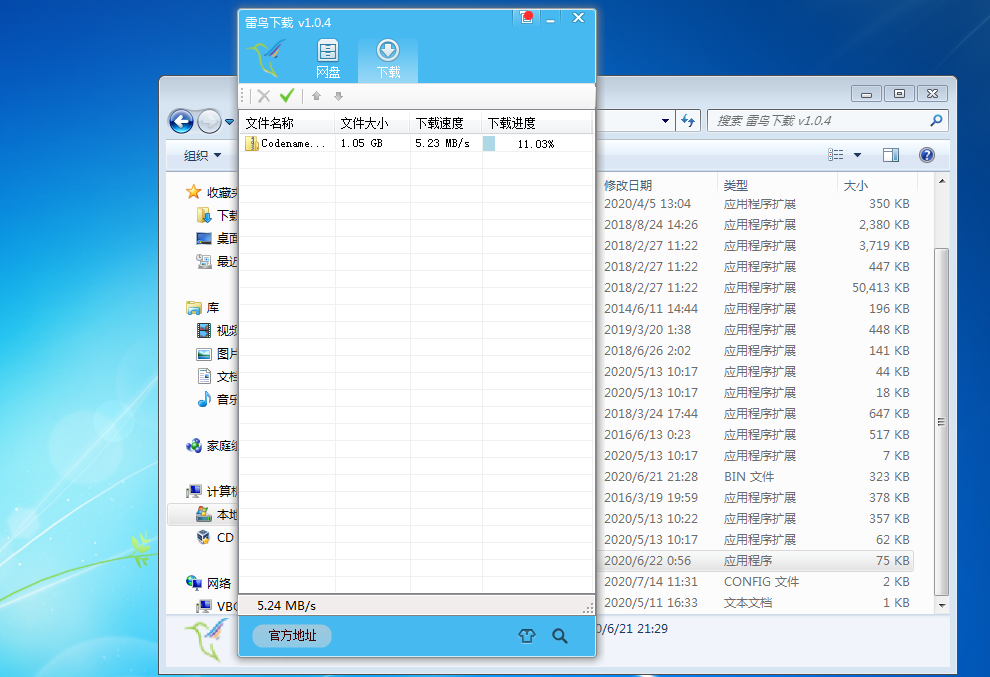 雷鸟下载 v1.0.4
网盘
下载
文件名称 文件大小 下载速度 下载进度
Codename... 1.05 GB 5.23 MB/s 11.03%
5.24 MB/s
官方地址
搜索 雷鸟下载 v1.0.4
组织
收藏夹
下载
桌面
最近
库
视频
图片
文档
音乐
家庭组
计算机
本地
CD
网络
VBO
修改日期 类型 大小
2020/4/5 13:04 应用程序扩展 350 KB
2018/8/24 14:26 应用程序扩展 2,380 KB
2018/2/27 11:22 应用程序扩展 3,719 KB
2018/2/27 11:22 应用程序扩展 447 KB
2018/2/27 11:22 应用程序扩展 50,413 KB
2014/6/11 14:44 应用程序扩展 196 KB
2019/3/20 1:38 应用程序扩展 448 KB
2018/6/26 2:02 应用程序扩展 141 KB
2020/5/13 10:17 应用程序扩展 44 KB
2020/5/13 10:17 应用程序扩展 18 KB
2018/3/24 17:44 应用程序扩展 647 KB
2016/6/13 0:23 应用程序扩展 517 KB
2020/5/13 10:17 应用程序扩展 7 KB
2020/6/21 21:28 BIN 文件 323 KB
2016/3/19 19:59 应用程序扩展 378 KB
2020/5/13 10:22 应用程序扩展 357 KB
2020/5/13 10:17 应用程序扩展 62 KB
2020/6/22 0:56 应用程序 75 KB
2020/7/14 11:31 CONFIG 文件 2 KB
2020/5/11 16:33 文本文档 1 KB
0/6/21 21:29